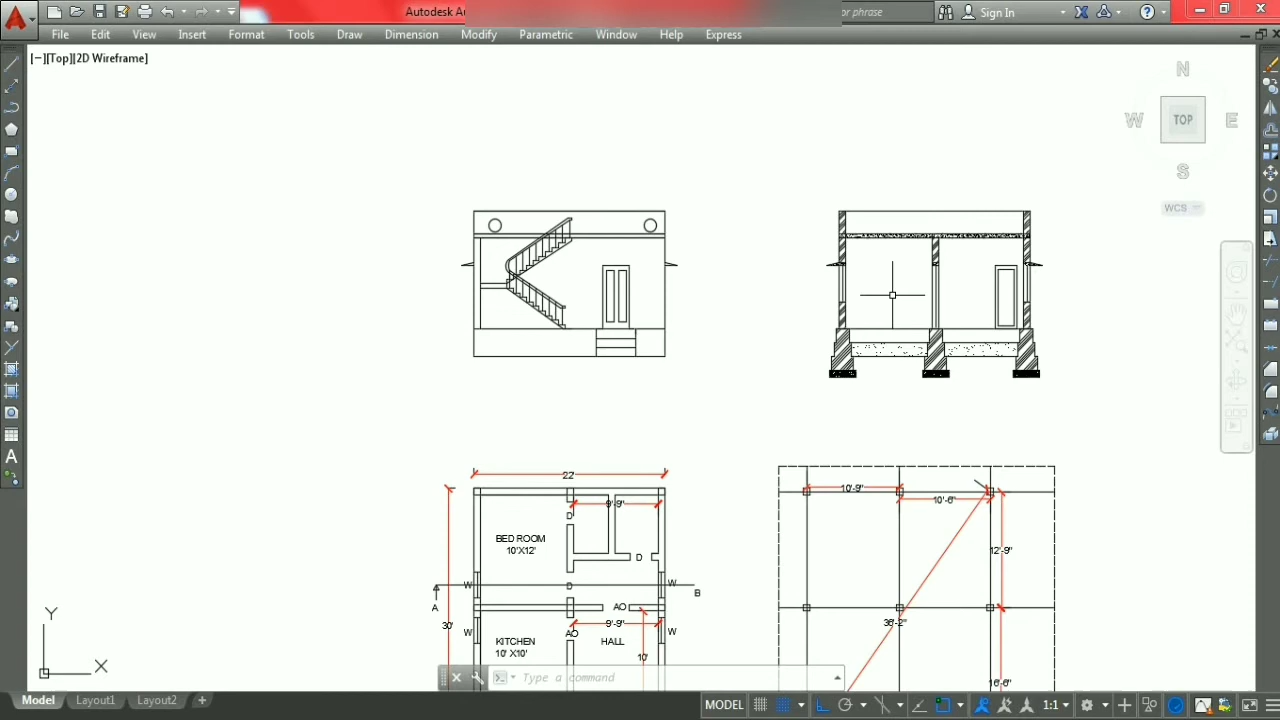 Autodesk Au
or phrase
Sign In
File Edit View Insert Format Tools Draw Dimension Modify Parametric Window Help Express
[−][Top][2D Wireframe]
N
W TOP E
S
WCS
22'
9'-9"
D
BED ROOM
10'X12'
D
W D W
A B
AO
30' 9'-9"
W AO W
KITCHEN HALL
10' X10' 10'
10'-9"
10'-6"
12'-9"
36'-2"
16'-6"
Y
X
Type a command
Model Layout1 Layout2 +
MODEL 1:1